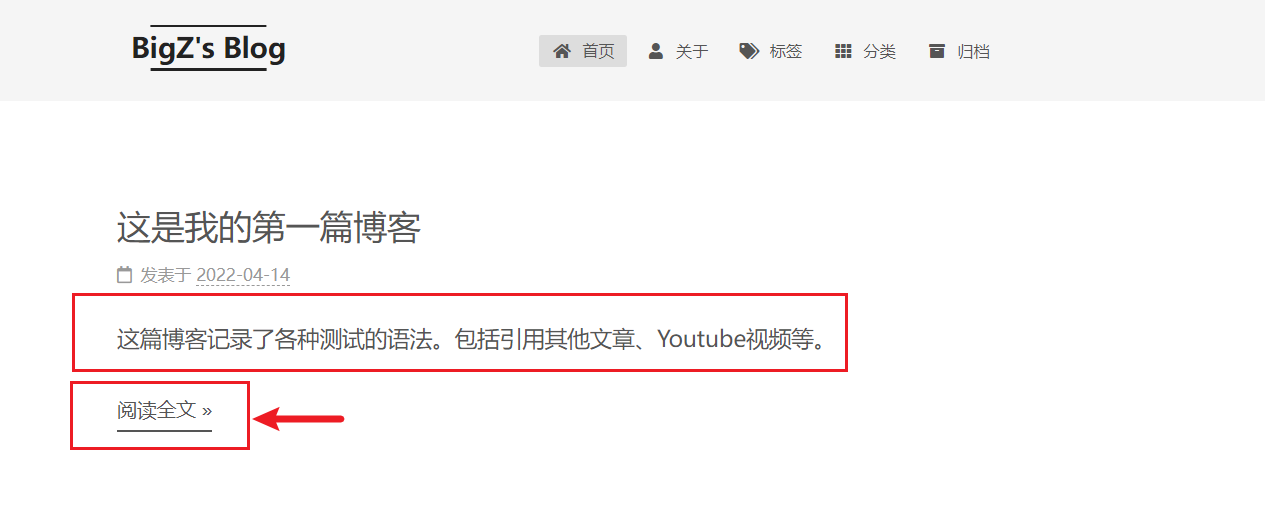 BigZ's Blog
首页 关于 标签 分类 归档
这是我的第一篇博客
发表于 2022-04-14
这篇博客记录了各种测试的语法。包括引用其他文章、Youtube视频等。
阅读全文 »